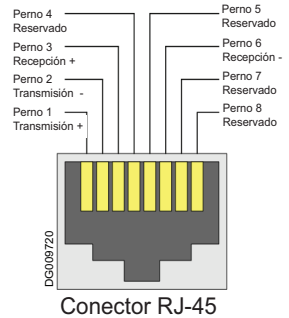 Perno 4
Reservado
Perno 3
Recepción +
Perno 2
Transmisión -
Perno 1
Transmisión +
Perno 5
Reservado
Perno 6
Recepción -
Perno 7
Reservado
Perno 8
Reservado
DG009720
Conector RJ-45